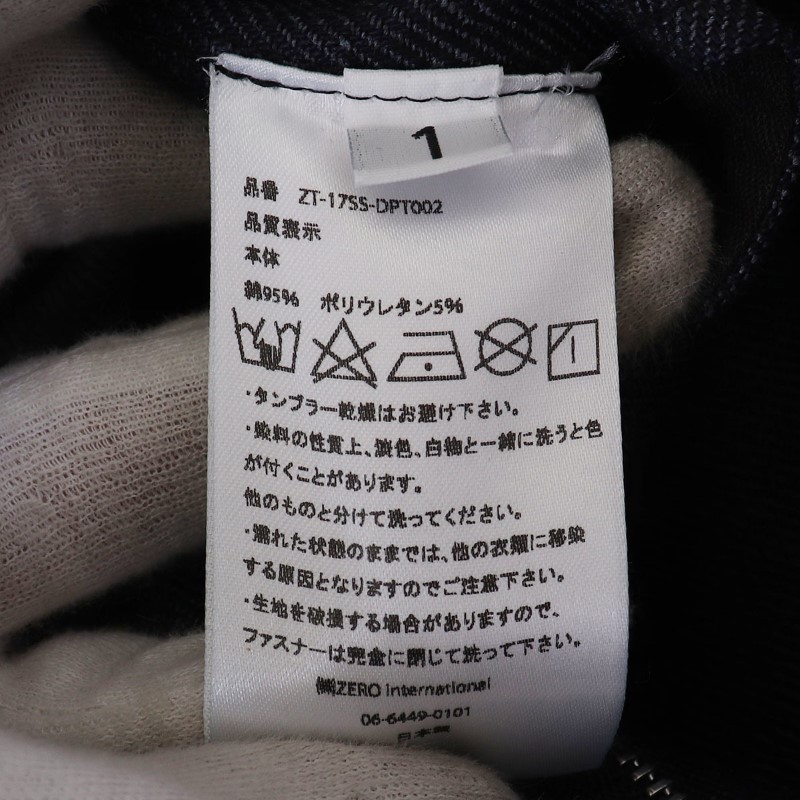 1
品番 ZT-17SS-DPT002
品質表示
本体
綿95% ポリウレタン5%
・タンブラー乾燥はお避け下さい。
・染料の性質上、淡色、白物と一緒に洗うと色
が付くことがあります。
他のものと分けて洗ってください。
・濡れた状態のままでは、他の衣類に移染
する原因となりますのでご注意下さい。
・生地を破損する場合がありますので、
ファスナーは完全に閉じて洗って下さい。
㈱ZERO international
06-6449-0101
日本製